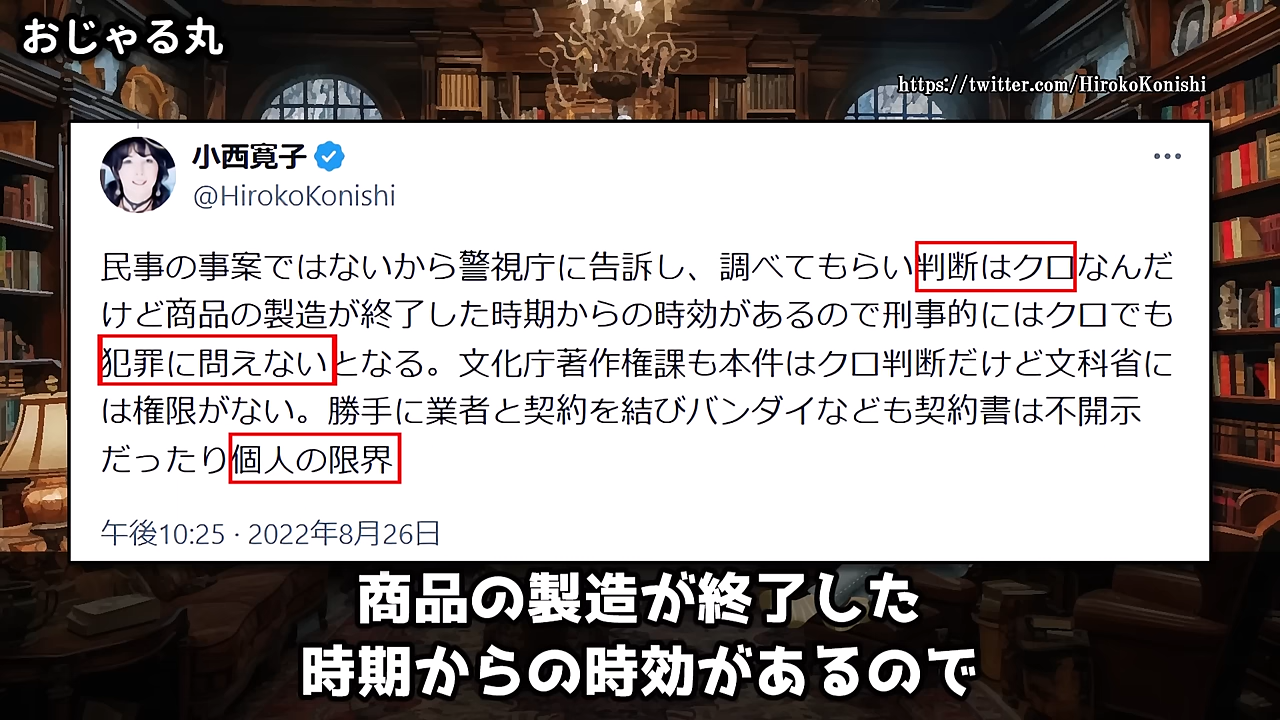 おじゃる丸
https://twitter.com/HirokoKonishi
小西寛子
@HirokoKonishi
民事の事案ではないから警視庁に告訴し、調べてもらい判断はクロなんだ
けど商品の製造が終了した時期からの時効があるので刑事的にはクロでも
犯罪に問えないとなる。文化庁著作権課も本件はクロ判断だけど文科省に
は権限がない。勝手に業者と契約を結びバンダイなども契約書は不開示
だったり個人の限界
午後10:25 · 2022年8月26日
商品の製造が終了した
時期からの時効があるので